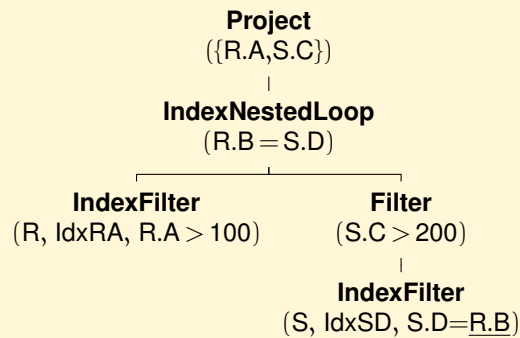 Project
({R.A,S.C})
IndexNestedLoop
(R.B = S.D)
IndexFilter
(R, IdxRA, R.A > 100)
Filter
(S.C > 200)
IndexFilter
(S, IdxSD, S.D=R.B)